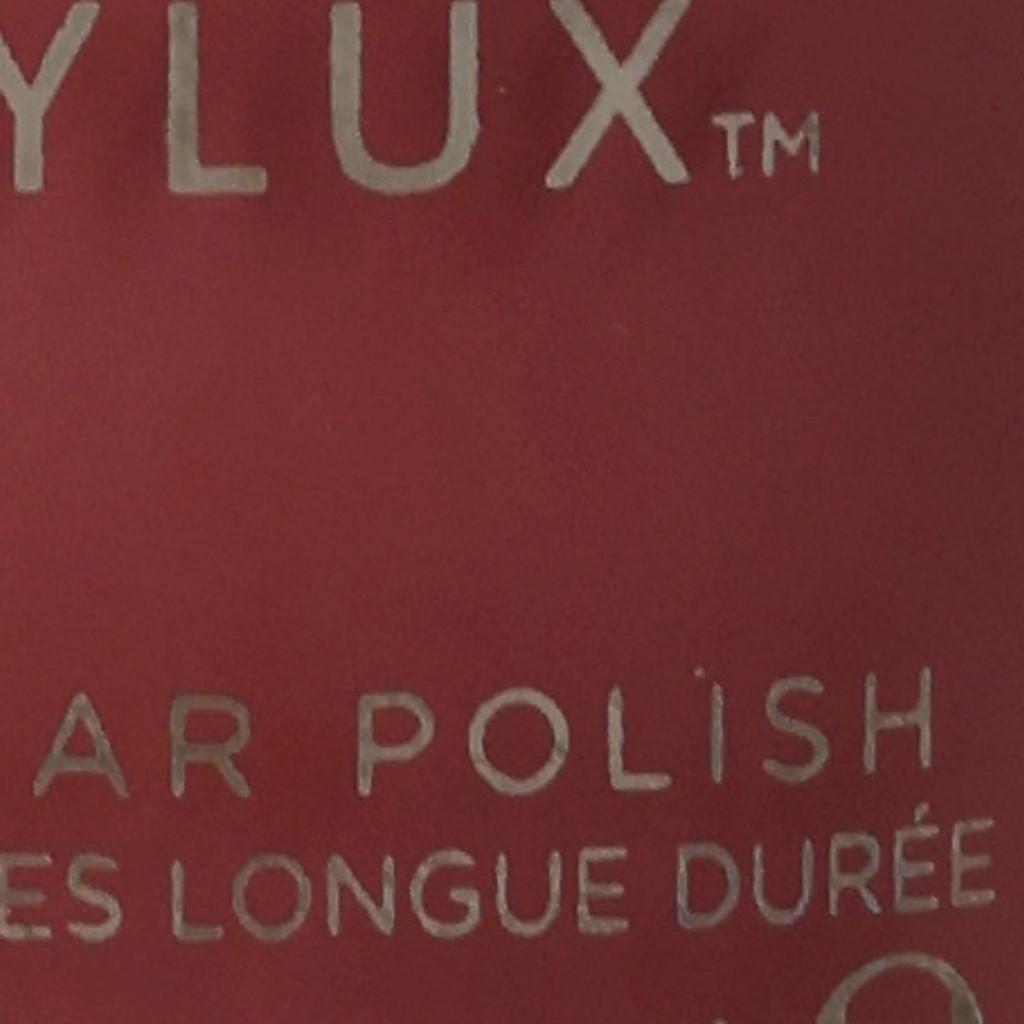 YLUX™
AR POLISH
ES LONGUE DURÉE